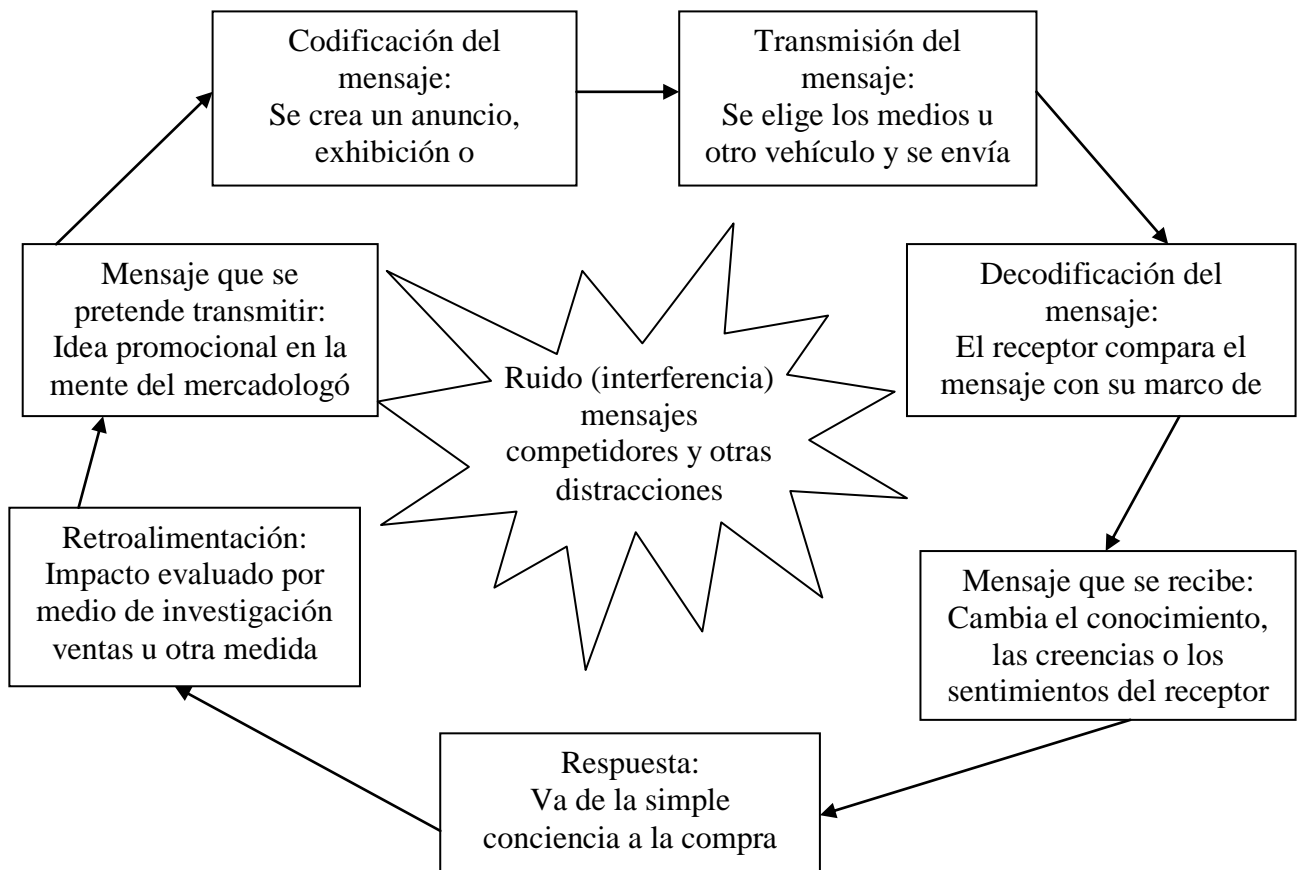 Codificación del
mensaje:
Se crea un anuncio,
exhibición o
Transmisión del
mensaje:
Se elige los medios u
otro vehículo y se envía
Mensaje que se
pretende transmitir:
Idea promocional en la
mente del mercadologó
Decodificación del
mensaje:
El receptor compara el
mensaje con su marco de
Ruido (interferencia)
mensajes
competidores y otras
distracciones
Retroalimentación:
Impacto evaluado por
medio de investigación
ventas u otra medida
Mensaje que se recibe:
Cambia el conocimiento,
las creencias o los
sentimientos del receptor
Respuesta:
Va de la simple
conciencia a la compra